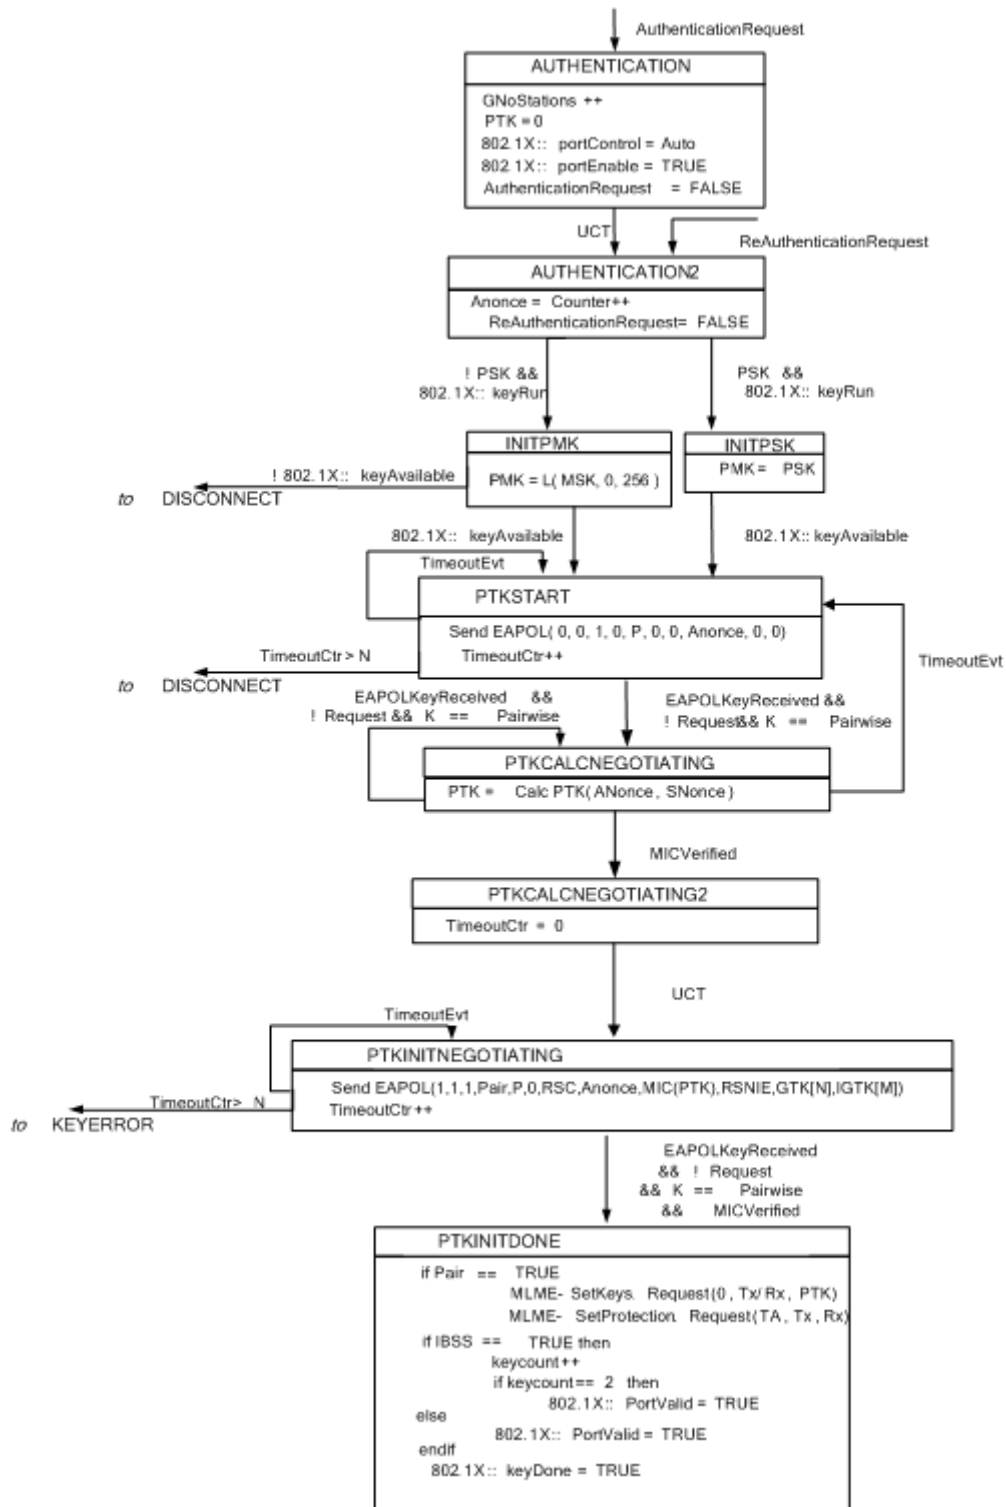 AuthenticationRequest
AUTHENTICATION
GNoStations ++
PTK = 0
802.1X :: portControl = Auto
802.1X :: portEnable = TRUE
AuthenticationRequest = FALSE
UCT
ReAuthenticationRequest
AUTHENTICATION2
Anonce = Counter++
ReAuthenticationRequest= FALSE
! PSK &&
802.1X :: keyRun
PSK &&
802.1X :: keyRun
INITPMK
PMK = L( MSK, 0, 256 )
INITPSK
PMK = PSK
! 802.1X :: keyAvailable
to DISCONNECT
802.1X :: keyAvailable
802.1X :: keyAvailable
TimeoutEvt
PTKSTART
Send EAPOL( 0, 0, 1, 0, P, 0, 0, Anonce, 0, 0)
TimeoutCtr++
TimeoutCtr > N
to DISCONNECT
TimeoutEvt
EAPOLKeyReceived &&
! Request && K == Pairwise
EAPOLKeyReceived &&
! Request&& K == Pairwise
PTKCALCNEGOTIATING
PTK = Calc PTK( ANonce , SNonce )
MICVerified
PTKCALCNEGOTIATING2
TimeoutCtr = 0
UCT
TimeoutEvt
PTKINITNEGOTIATING
Send EAPOL(1,1,1,Pair,P,0,RSC,Anonce,MIC(PTK),RSNIE,GTK[N],IGTK[M])
TimeoutCtr ++
TimeoutCtr> N
to KEYERROR
EAPOLKeyReceived
&& ! Request
&& K == Pairwise
&& MICVerified
PTKINITDONE
if Pair == TRUE
MLME- SetKeys. Request(0 , Tx/ Rx , PTK)
MLME- SetProtection. Request(TA , Tx , Rx)
if IBSS == TRUE then
keycount ++
if keycount == 2 then
802.1X :: PortValid = TRUE
else
802.1X :: PortValid = TRUE
endif
802.1X :: keyDone = TRUE